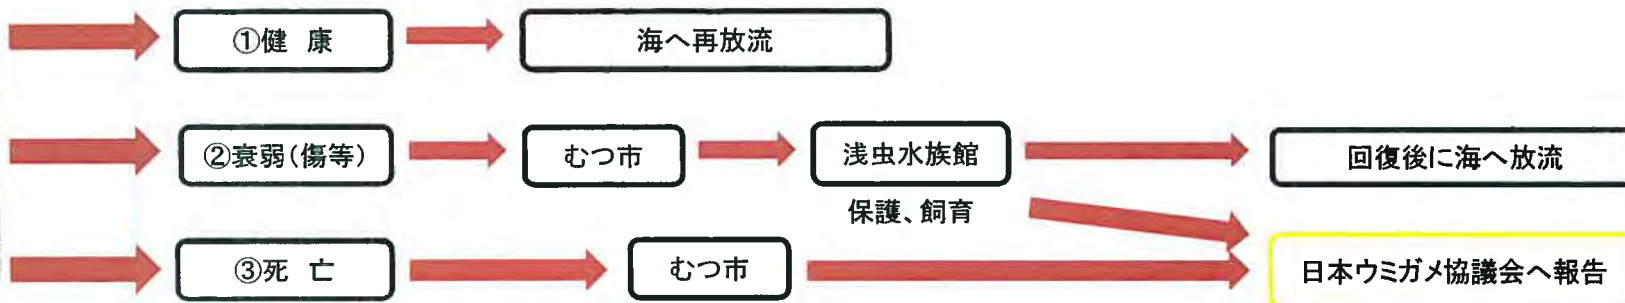 ①健 康
海へ再放流
②衰弱(傷等)
むつ市
浅虫水族館
回復後に海へ放流
保護、飼育
③死 亡
むつ市
日本ウミガメ協議会へ報告